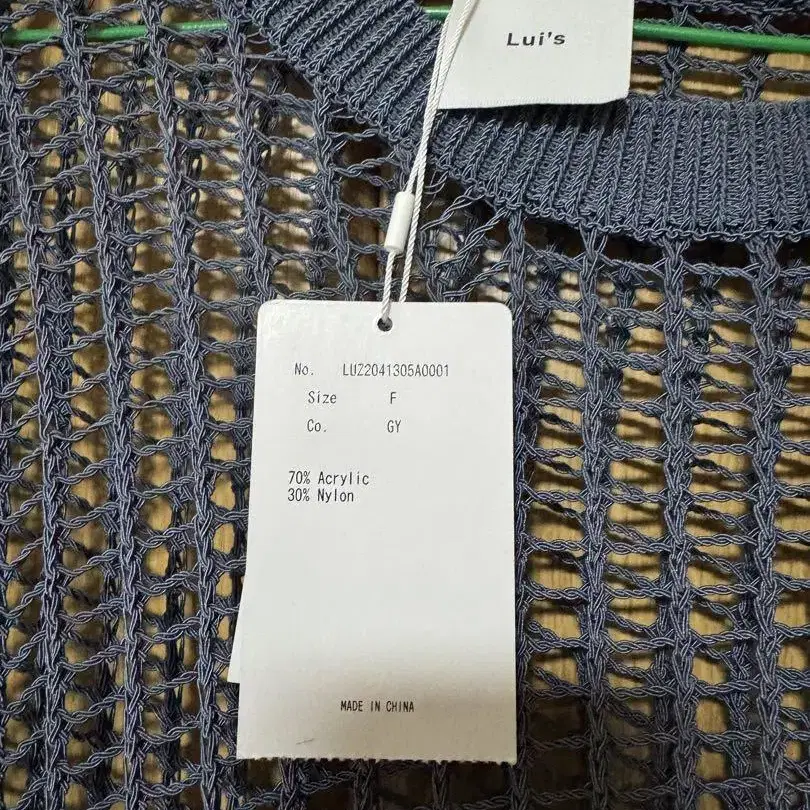 Lui's
No. LUZ2041305A0001
Size F
Co. GY
70% Acrylic
30% Nylon
MADE IN CHINA